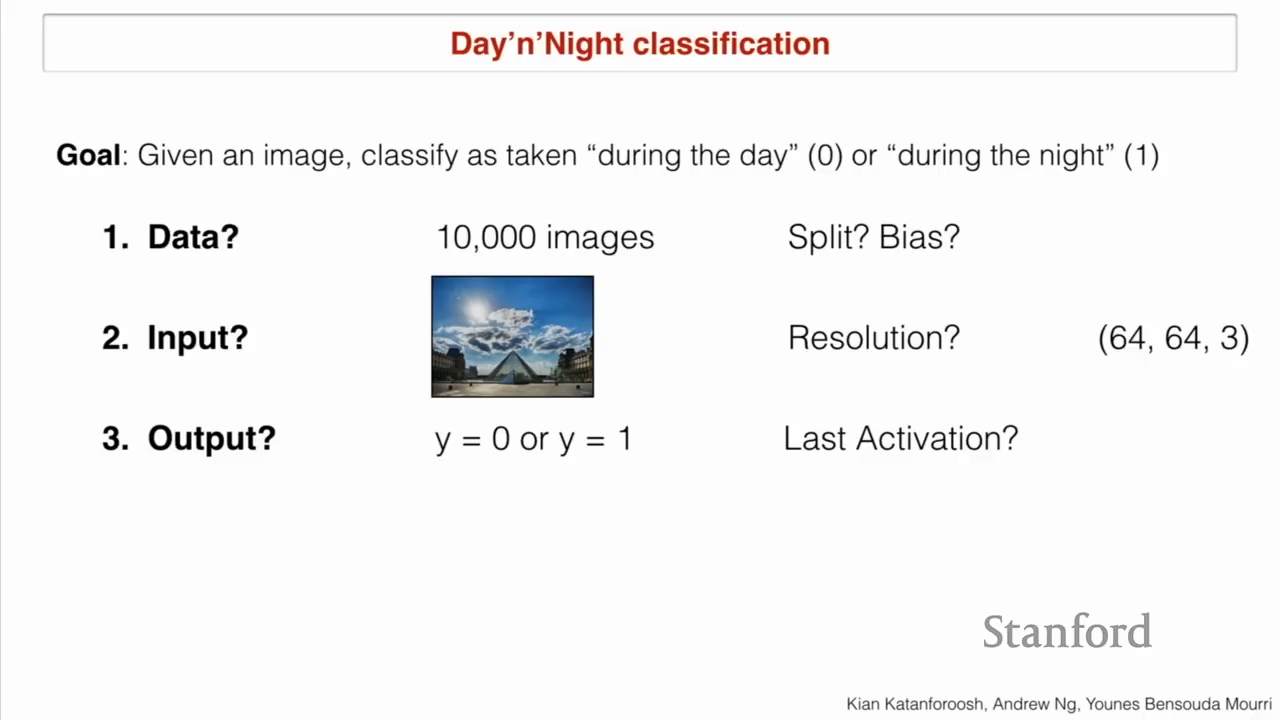 Day’n’Night classification
Goal: Given an image, classify as taken “during the day” (0) or “during the night” (1)
1. Data? 10,000 images Split? Bias?
2. Input? Resolution? (64, 64, 3)
3. Output? y = 0 or y = 1 Last Activation?
Stanford
Kian Katanforoosh, Andrew Ng, Younes Bensouda Mourri